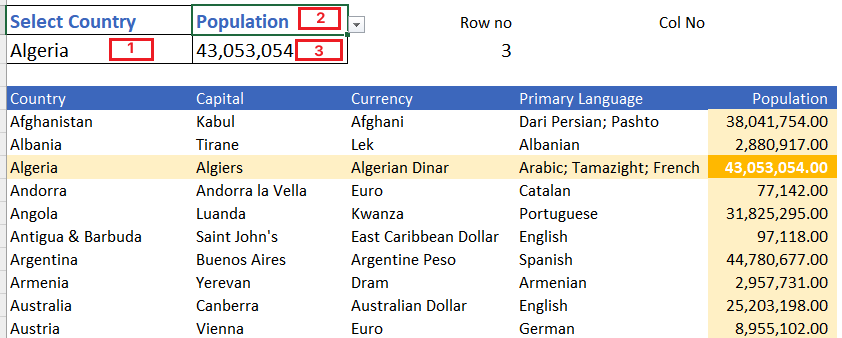 Select Country Population 2 Row no Col No
Algeria 1 43,053,054 3 3
Country Capital Currency Primary Language Population
Afghanistan Kabul Afghani Dari Persian; Pashto 38,041,754.00
Albania Tirane Lek Albanian 2,880,917.00
Algeria Algiers Algerian Dinar Arabic; Tamazight; French 43,053,054.00
Andorra Andorra la Vella Euro Catalan 77,142.00
Angola Luanda Kwanza Portuguese 31,825,295.00
Antigua & Barbuda Saint John's East Caribbean Dollar English 97,118.00
Argentina Buenos Aires Argentine Peso Spanish 44,780,677.00
Armenia Yerevan Dram Armenian 2,957,731.00
Australia Canberra Australian Dollar English 25,203,198.00
Austria Vienna Euro German 8,955,102.00